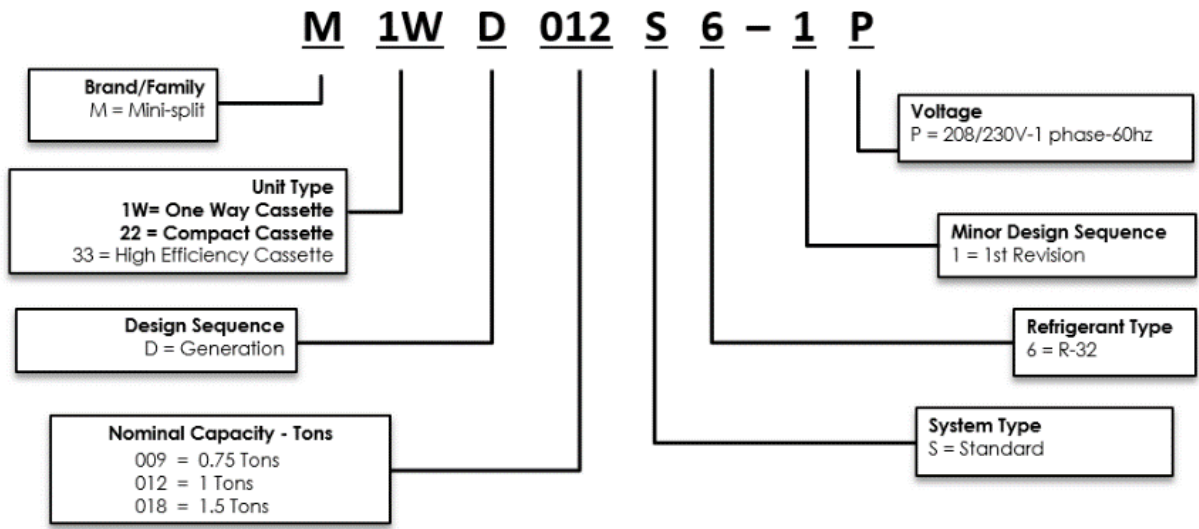 M 1W D 012 S 6 – 1 P
Brand/Family
M = Mini-split
Unit Type
1W= One Way Cassette
22 = Compact Cassette
33 = High Efficiency Cassette
Design Sequence
D = Generation
Nominal Capacity - Tons
009 = 0.75 Tons
012 = 1 Tons
018 = 1.5 Tons
Voltage
P = 208/230V-1 phase-60hz
Minor Design Sequence
1 = 1st Revision
Refrigerant Type
6 = R-32
System Type
S = Standard